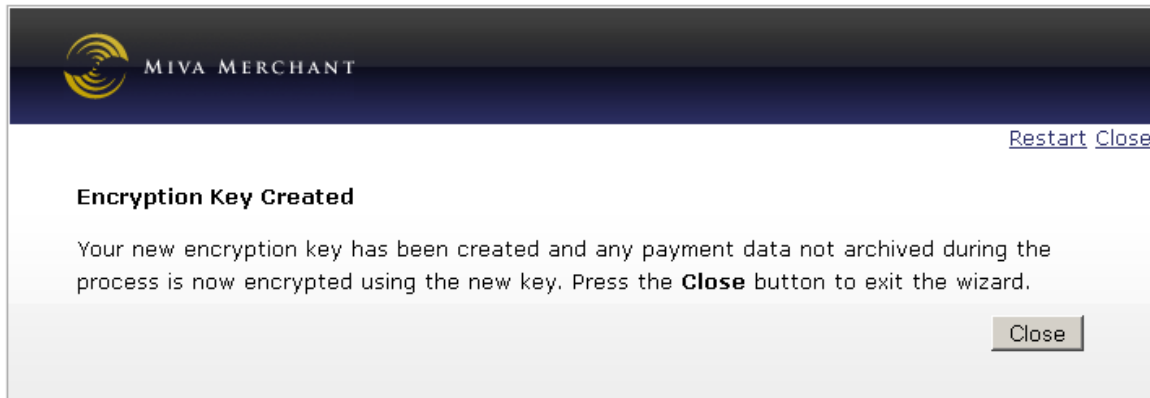 MIVA MERCHANT
Restart Close
Encryption Key Created
Your new encryption key has been created and any payment data not archived during the
process is now encrypted using the new key. Press the Close button to exit the wizard.
Close